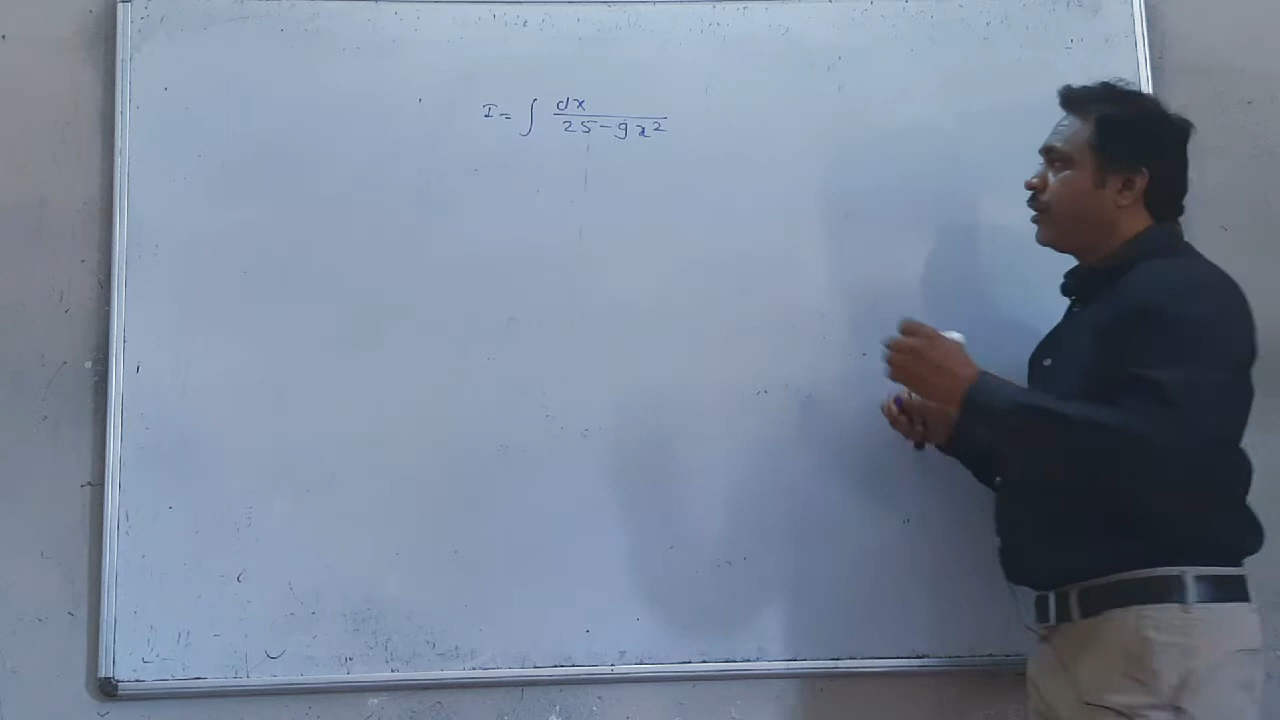 I = ∫ dx / 25 - 9x²